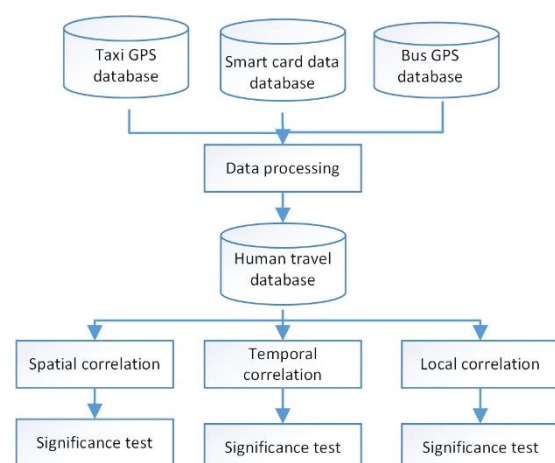 Taxi GPS
database
Smart card data
database
Bus GPS
database
Data processing
Human travel
database
Spatial correlation
Temporal
correlation
Local correlation
Significance test
Significance test
Significance test